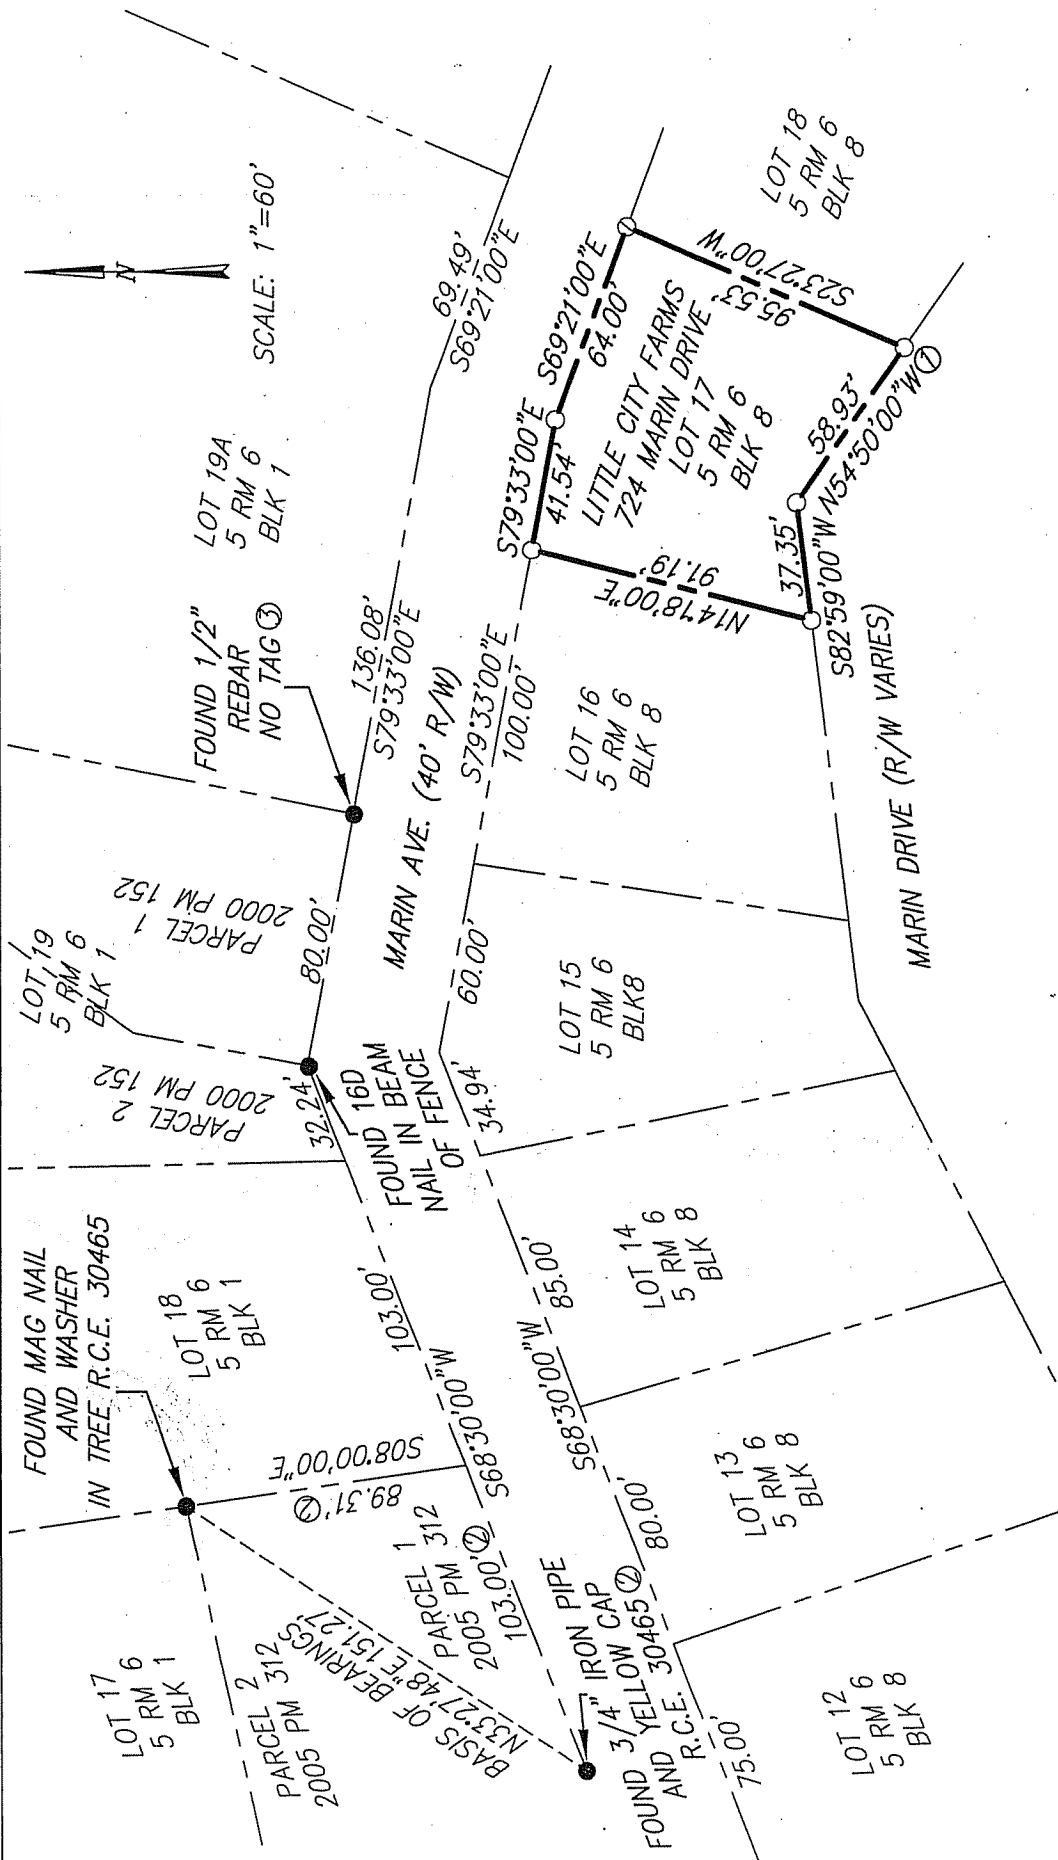 FOUND MAG NAIL
AND WASHER
IN TREE R.C.E. 30465
LOT 17
5 RM 6
BLK 1
PARCEL 2
2005 PM 312
BASIS OF BEARINGS
N33°27'48"E 151.27'
89.31' ②
S08°00'00"E
PARCEL 1
2005 PM 312
103.00' ②
FOUND 3/4" IRON PIPE
AND YELLOW CAP
R.C.E. 30465 ②
LOT 18
5 RM 6
BLK 1
103.00'
S68°30'00"W
PARCEL 2
2000 PM 152
LOT 19
5 RM 6
BLK 1
PARCEL 1
2000 PM 152
32.24'
80.00'
FOUND 16D
NAIL IN BEAM
OF FENCE
FOUND 1/2"
REBAR
NO TAG ③
LOT 19A
5 RM 6
BLK 1
136.08'
S79°33'00"E
69.49'
S69°21'00"E
N
SCALE: 1"=60'
MARIN AVE. (40' R/W)
75.00'
80.00'
S68°30'00"W
85.00'
34.94'
60.00'
S79°33'00"E
100.00'
LOT 12
5 RM 6
BLK 8
LOT 13
5 RM 6
BLK 8
LOT 14
5 RM 6
BLK 8
LOT 15
5 RM 6
BLK8
LOT 16
5 RM 6
BLK 8
S79°33'00"E
41.54'
S69°21'00"E
64.00'
LITTLE CITY FARMS
724 MARIN DRIVE
LOT 17
5 RM 6
BLK 8
N14°18'00"E
91.19'
S23°27'00"W
95.53'
37.35'
S82°59'00"W
58.93'
N54°50'00"W ①
LOT 18
5 RM 6
BLK 8
MARIN DRIVE (R/W VARIES)